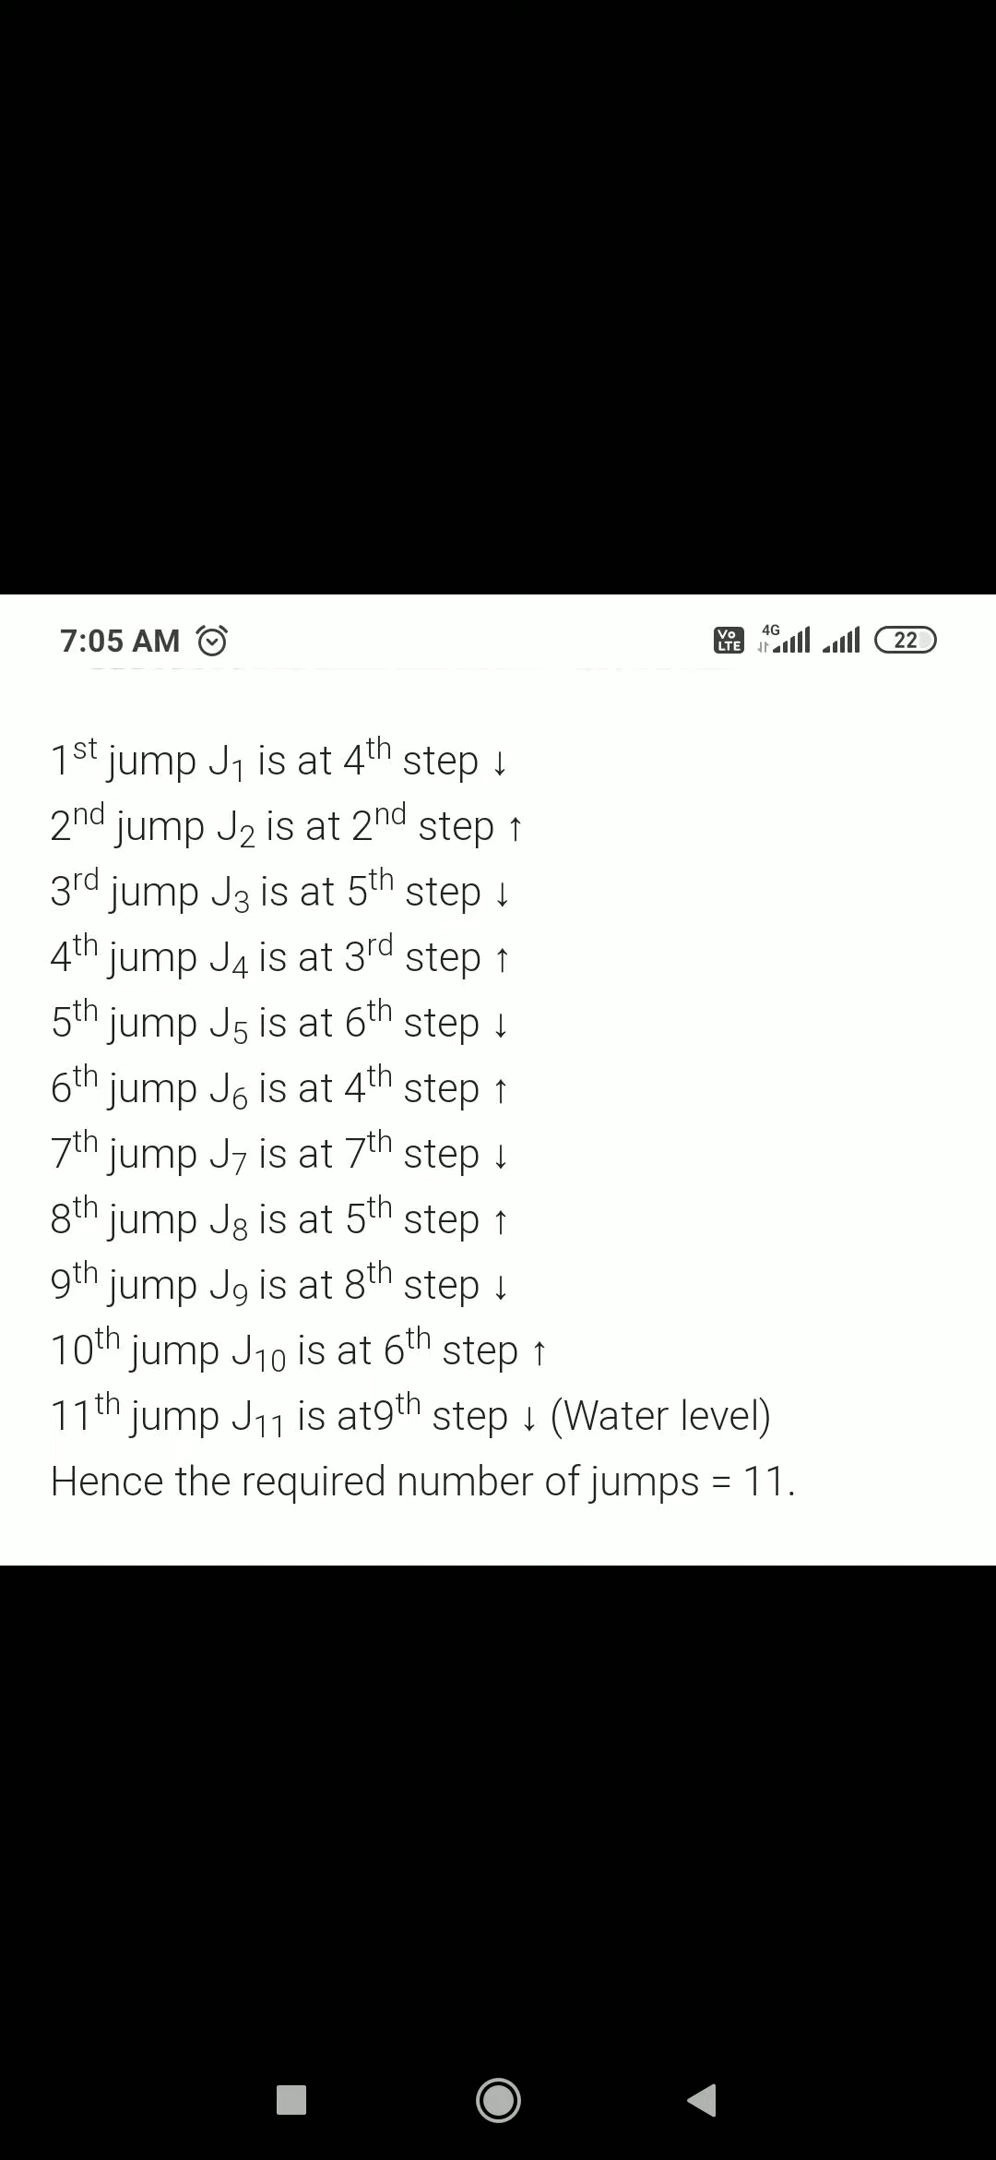 7:05 AM
Vo LTE 4G 22
1st jump J₁ is at 4th step ↓
2nd jump J₂ is at 2nd step ↑
3rd jump J₃ is at 5th step ↓
4th jump J₄ is at 3rd step ↑
5th jump J₅ is at 6th step ↓
6th jump J₆ is at 4th step ↑
7th jump J₇ is at 7th step ↓
8th jump J₈ is at 5th step ↑
9th jump J₉ is at 8th step ↓
10th jump J₁₀ is at 6th step ↑
11th jump J₁₁ is at9th step ↓ (Water level)
Hence the required number of jumps = 11.